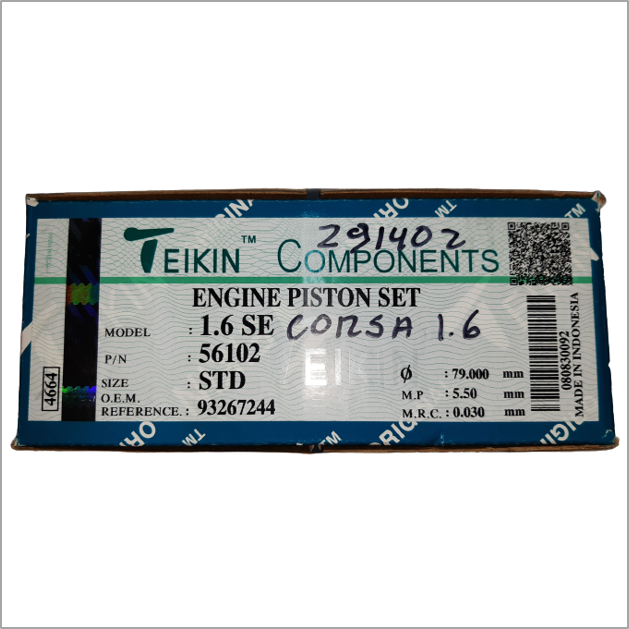 291402
TEIKIN™ COMPONENTS
ENGINE PISTON SET
MODEL : 1.6 SE CORSA 1.6
P/N : 56102
SIZE : STD
O.E.M.
REFERENCE. : 93267244
Ø : 79.000 mm
M.P : 5.50 mm
M.R.C. : 0.030 mm
4664
080830092
MADE IN INDONESIA